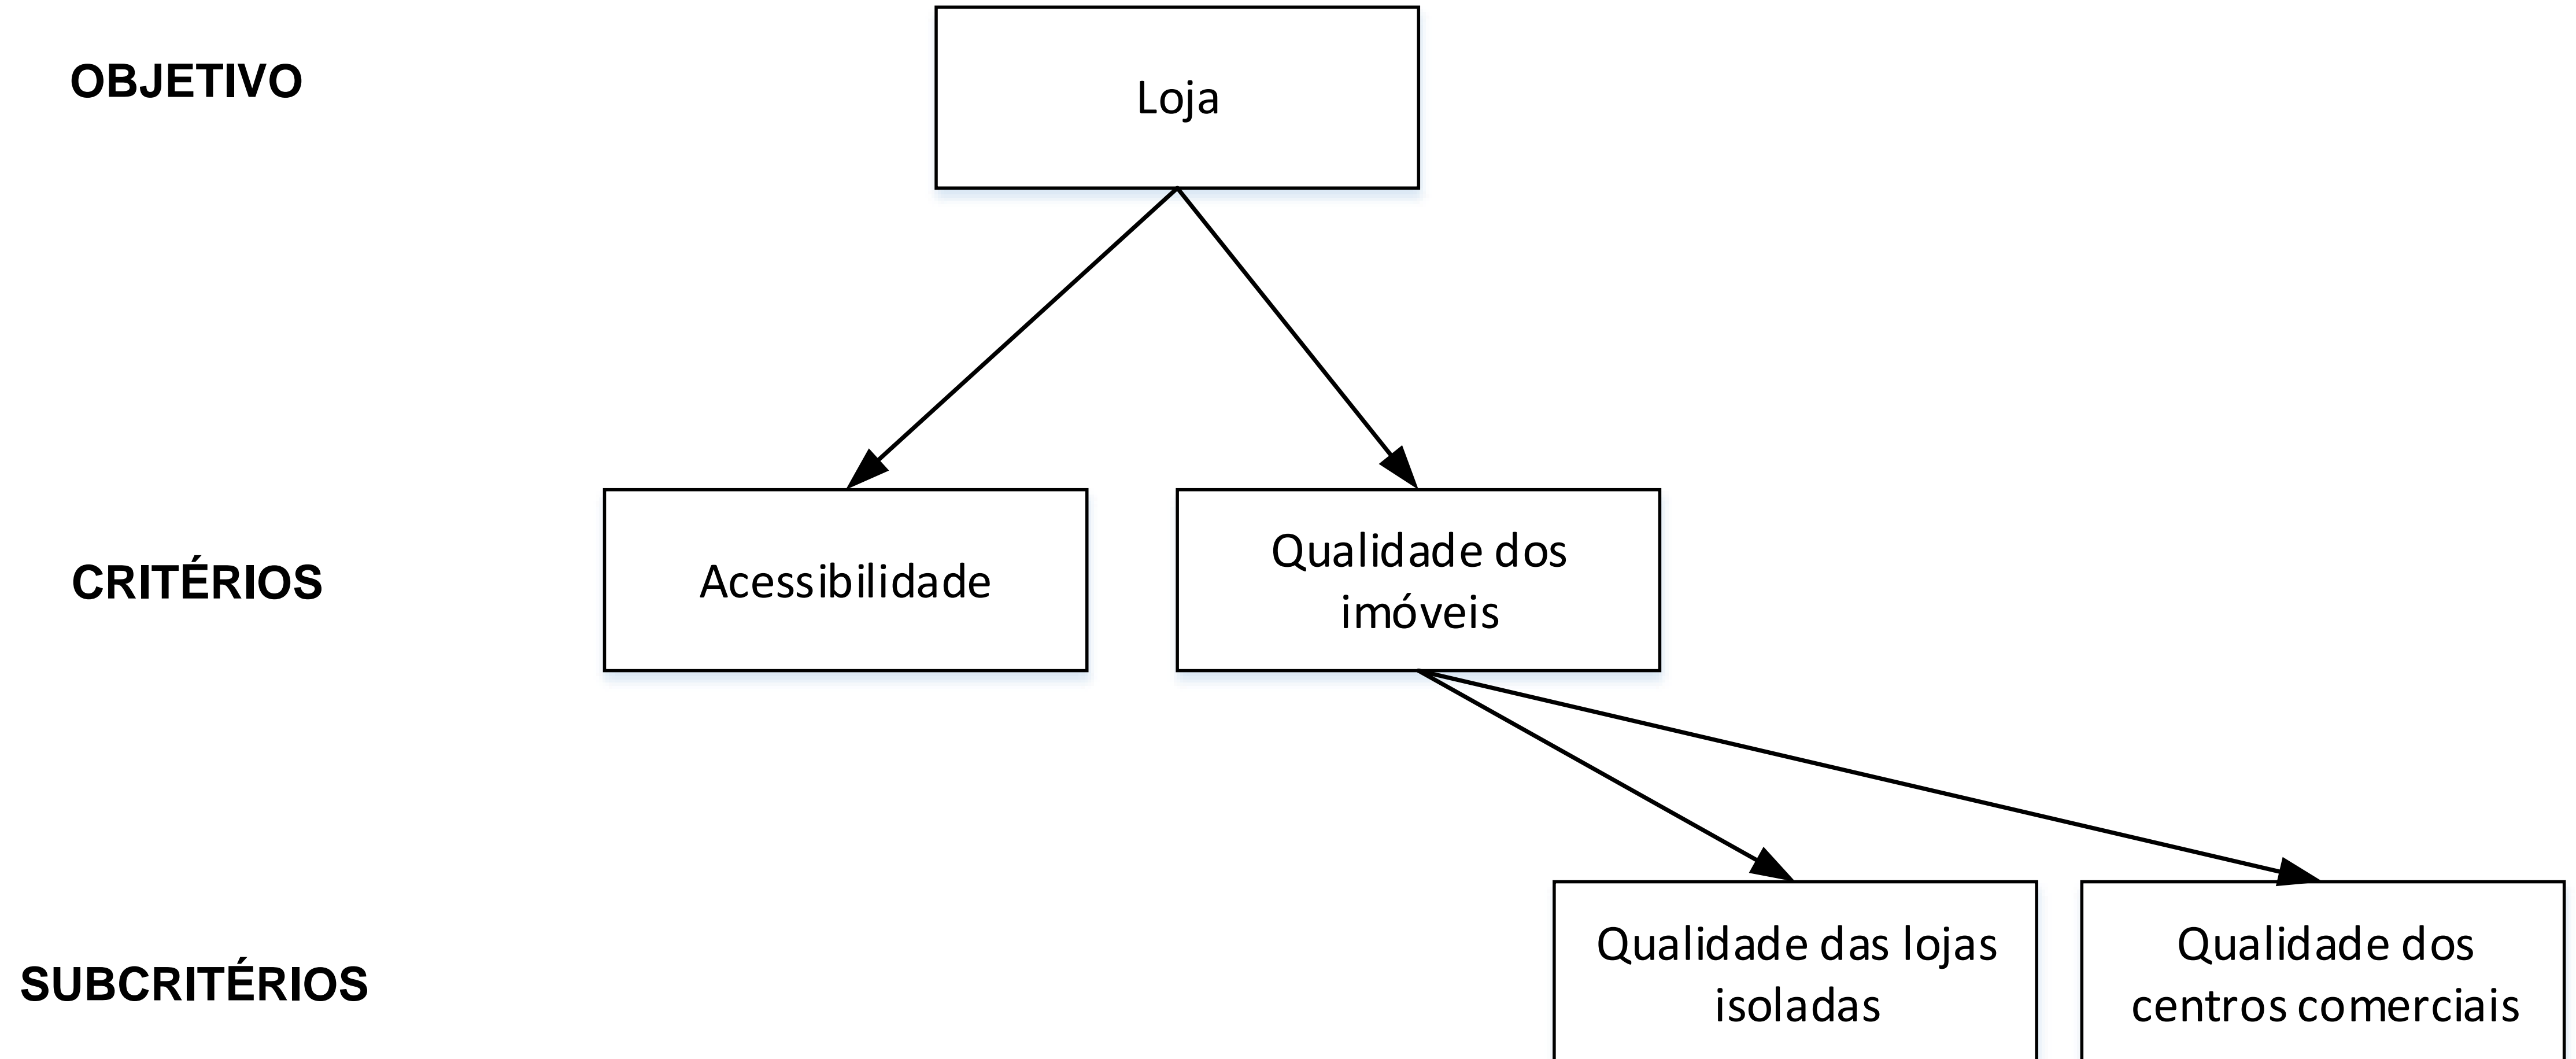 OBJETIVO
Loja
CRITÉRIOS
Acessibilidade
Qualidade dos
imóveis
SUBCRITÉRIOS
Qualidade das lojas
isoladas
Qualidade dos
centros comerciais